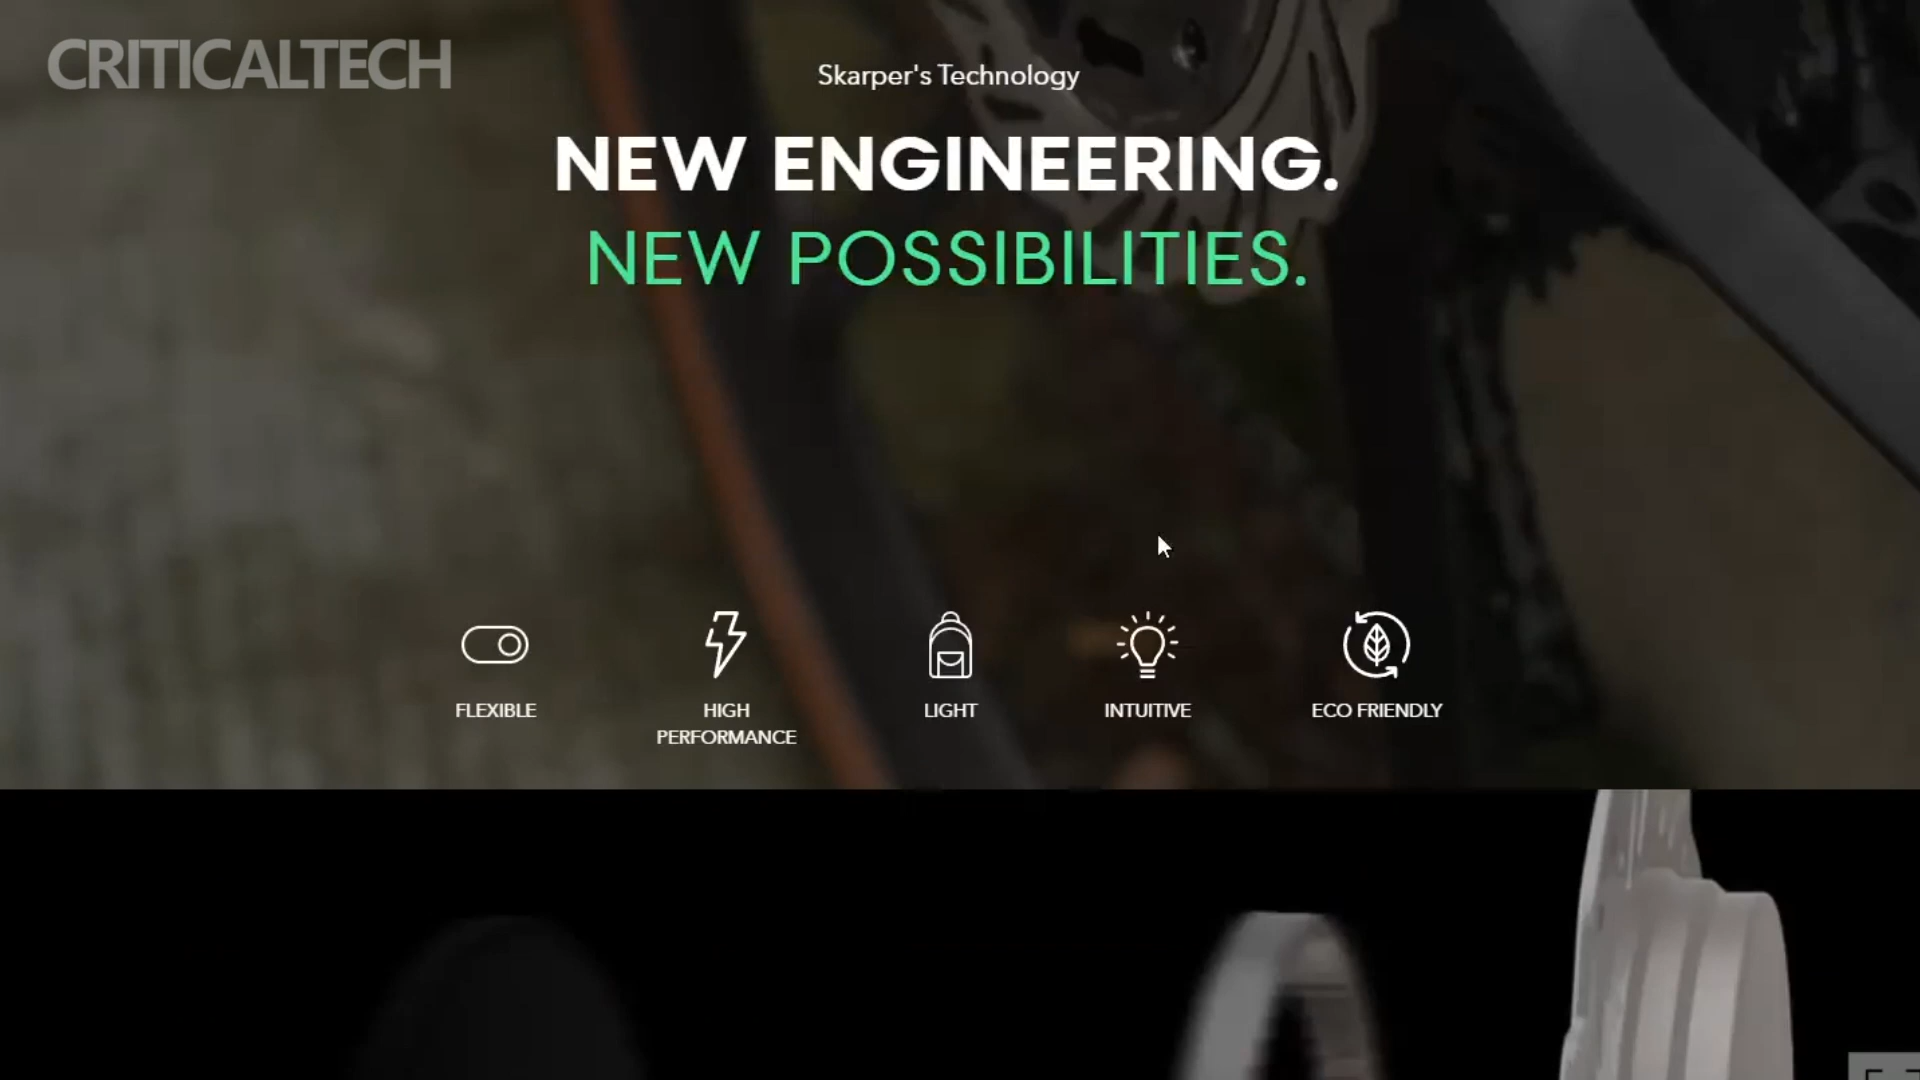 CRITICALTECH
Skarper's Technology
NEW ENGINEERING.
NEW POSSIBILITIES.
FLEXIBLE
HIGH
PERFORMANCE
LIGHT
INTUITIVE
ECO FRIENDLY